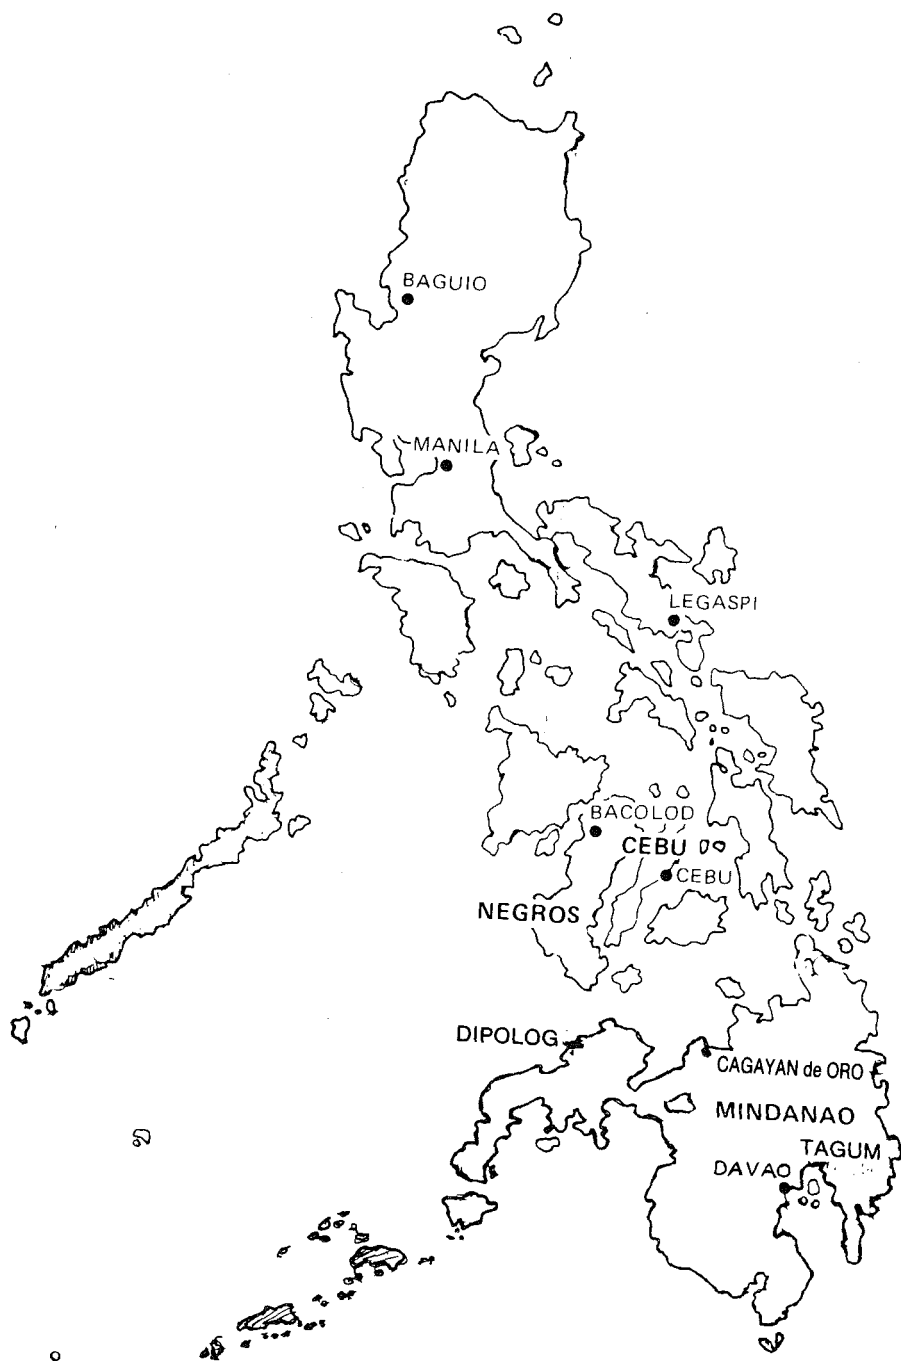 BAGUIO
MANILA
LEGASPI
BACOLOD
CEBU
CEBU
NEGROS
DIPOLOG
CAGAYAN de ORO
MINDANAO
TAGUM
DAVAO